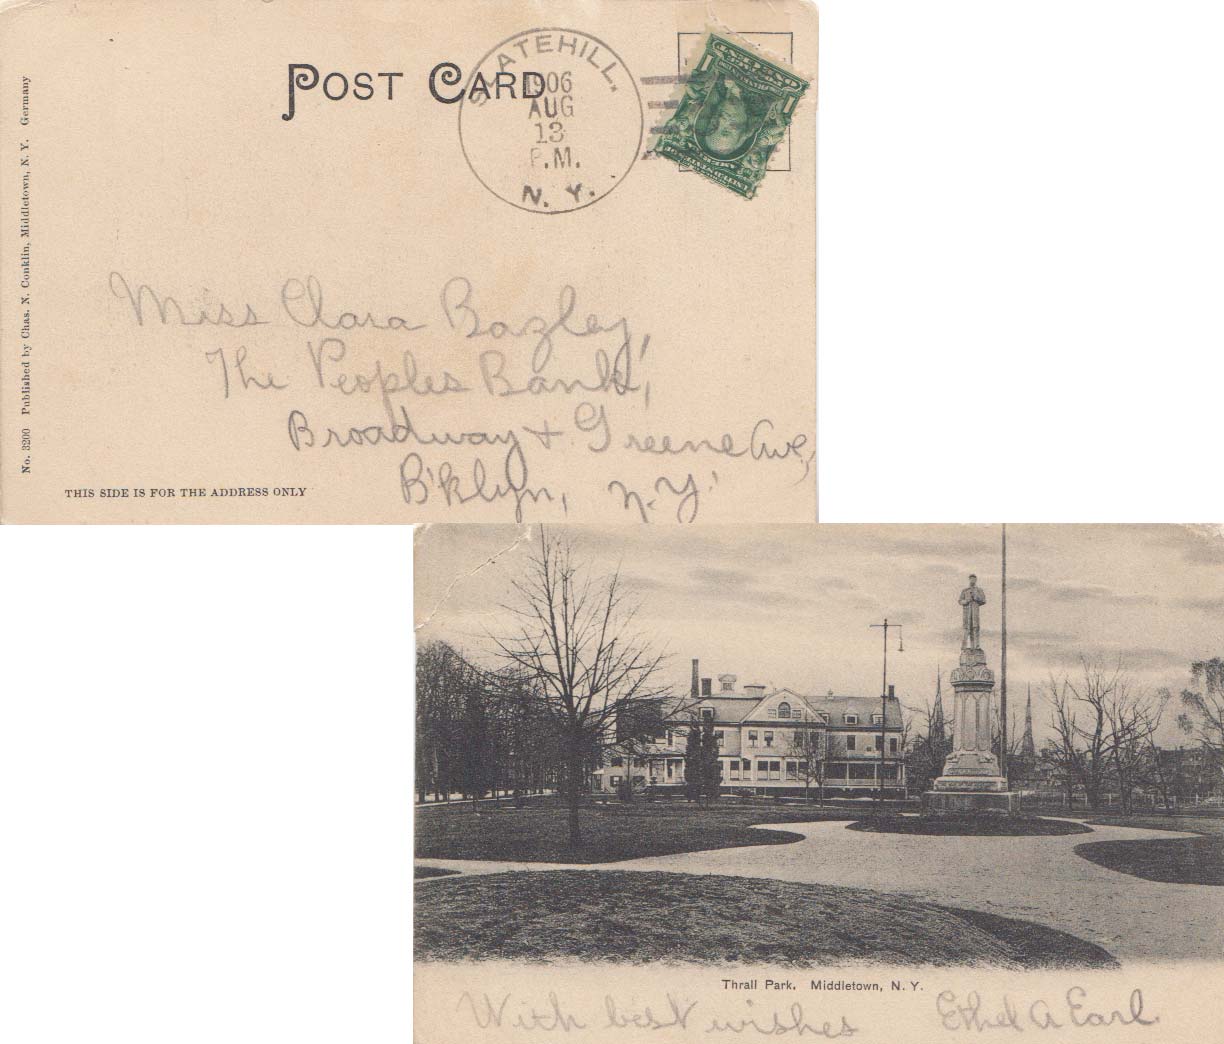 POST CARD
SLATEHILL.
1906
AUG
13
P.M.
N. Y.
No. 3200 Published by Chas. N. Conklin, Middletown, N. Y. Germany
Miss Clara Bazley,
The Peoples Bank,
Broadway + Greene Ave,
B'klyn, N.Y.
THIS SIDE IS FOR THE ADDRESS ONLY
Thrall Park. Middletown, N. Y.
With best wishes Ethel A Earl.